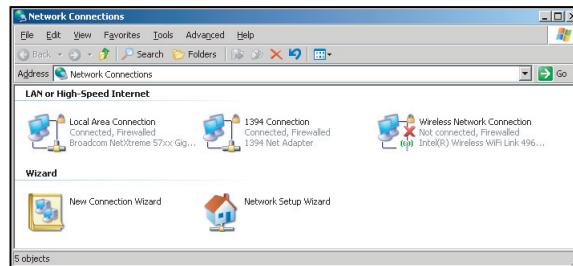 Network Connections
File Edit View Favorites Tools Advanced Help
Back Search Folders
Address Network Connections Go
LAN or High-Speed Internet
Local Area Connection
Connected, Firewalled
Broadcom NetXtreme 57xx Gig...
1394 Connection
Connected, Firewalled
1394 Net Adapter
Wireless Network Connection
Not connected, Firewalled
Intel(R) Wireless WiFi Link 496...
Wizard
New Connection Wizard
Network Setup Wizard
5 objects